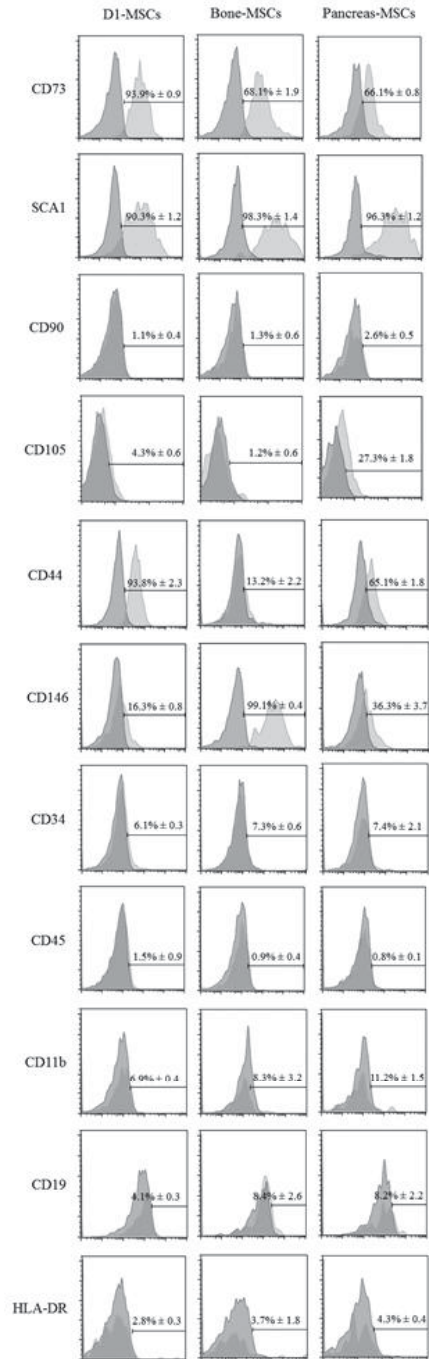 D1-MSCs Bone-MSCs Pancreas-MSCs
CD73 93.9% ± 0.9 68.1% ± 1.9 66.1% ± 0.8
SCA1 90.3% ± 1.2 98.3% ± 1.4 96.3% ± 1.2
CD90 1.1% ± 0.4 1.3% ± 0.6 2.6% ± 0.5
CD105 4.3% ± 0.6 1.2% ± 0.6 27.3% ± 1.8
CD44 93.8% ± 2.3 13.2% ± 2.2 65.1% ± 1.8
CD146 16.3% ± 0.8 99.1% ± 0.4 36.3% ± 3.7
CD34 6.1% ± 0.3 7.3% ± 0.6 7.4% ± 2.1
CD45 1.5% ± 0.9 0.9% ± 0.4 0.8% ± 0.1
CD11b 6.9% ± 0.4 8.3% ± 3.2 11.2% ± 1.5
CD19 4.1% ± 0.3 8.4% ± 2.6 8.2% ± 2.2
HLA-DR 2.8% ± 0.3 3.7% ± 1.8 4.3% ± 0.4